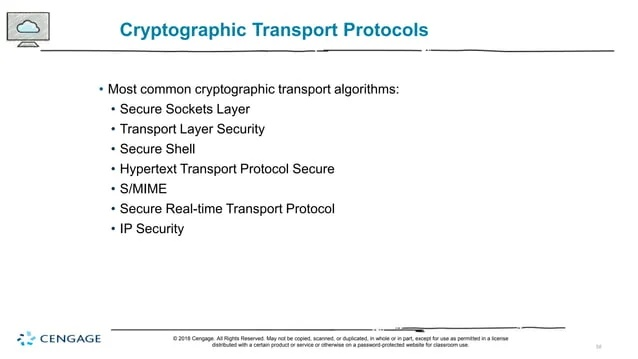 Cryptographic Transport Protocols
• Most common cryptographic transport algorithms:
• Secure Sockets Layer
• Transport Layer Security
• Secure Shell
• Hypertext Transport Protocol Secure
• S/MIME
• Secure Real-time Transport Protocol
• IP Security
CENGAGE
© 2018 Cengage. All Rights Reserved. May not be copied, scanned, or duplicated, in whole or in part, except for use as permitted in a license
distributed with a certain product or service or otherwise on a password-protected website for classroom use.